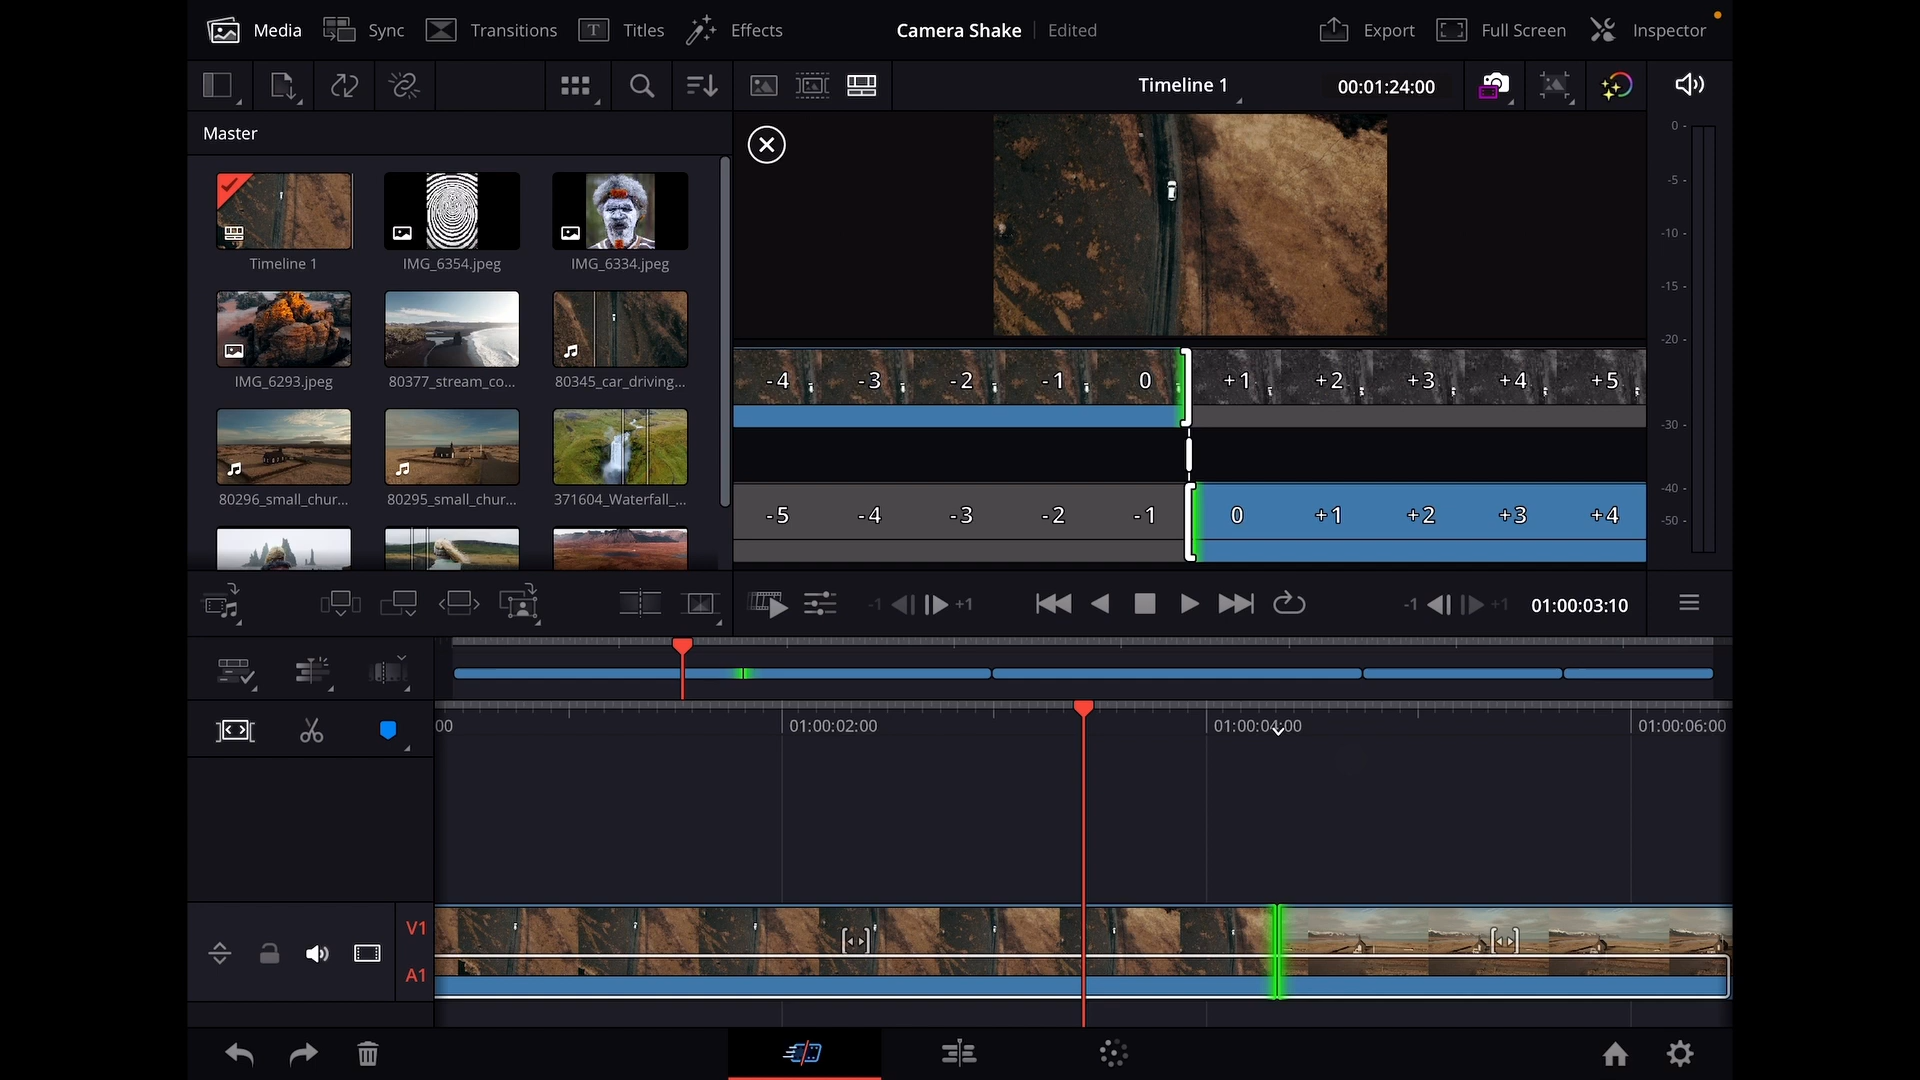 Media Sync Transitions Titles Effects Camera Shake Edited Export Full Screen Inspector
Timeline 1 00:01:24:00
Master
Timeline 1 IMG_6354.jpeg IMG_6334.jpeg
IMG_6293.jpeg 80377_stream_co... 80345_car_driving...
80296_small_chur... 80295_small_chur... 371604_Waterfall_...
-4 -3 -2 -1 0 +1 +2 +3 +4 +5
-5 -4 -3 -2 -1 0 +1 +2 +3 +4
0 -
-5 -
-10 -
-15 -
-20 -
-30 -
-40 -
-50 -
-1 +1 -1 +1 01:00:03:10
00 01:00:02:00 01:00:04:00 01:00:06:00
V1
A1